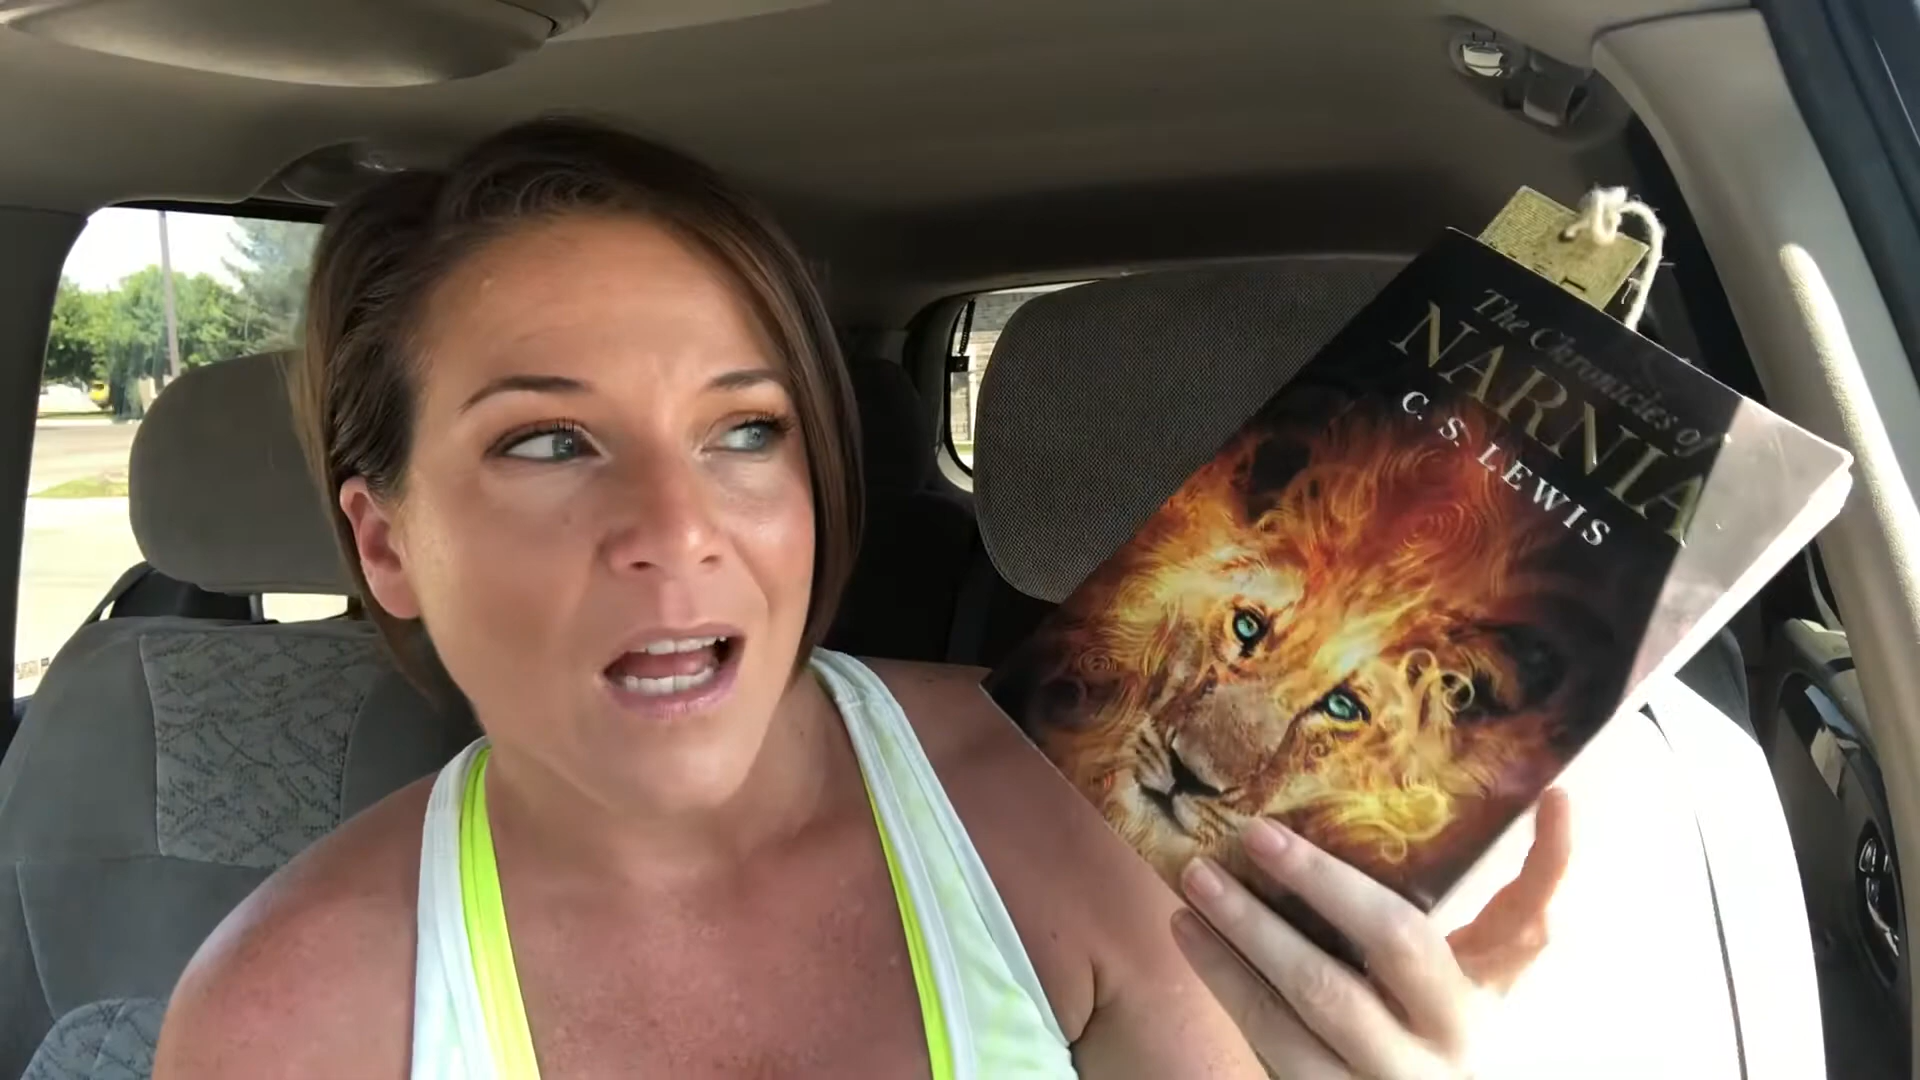 The Chronicles of
NARNIA
C. S. LEWIS